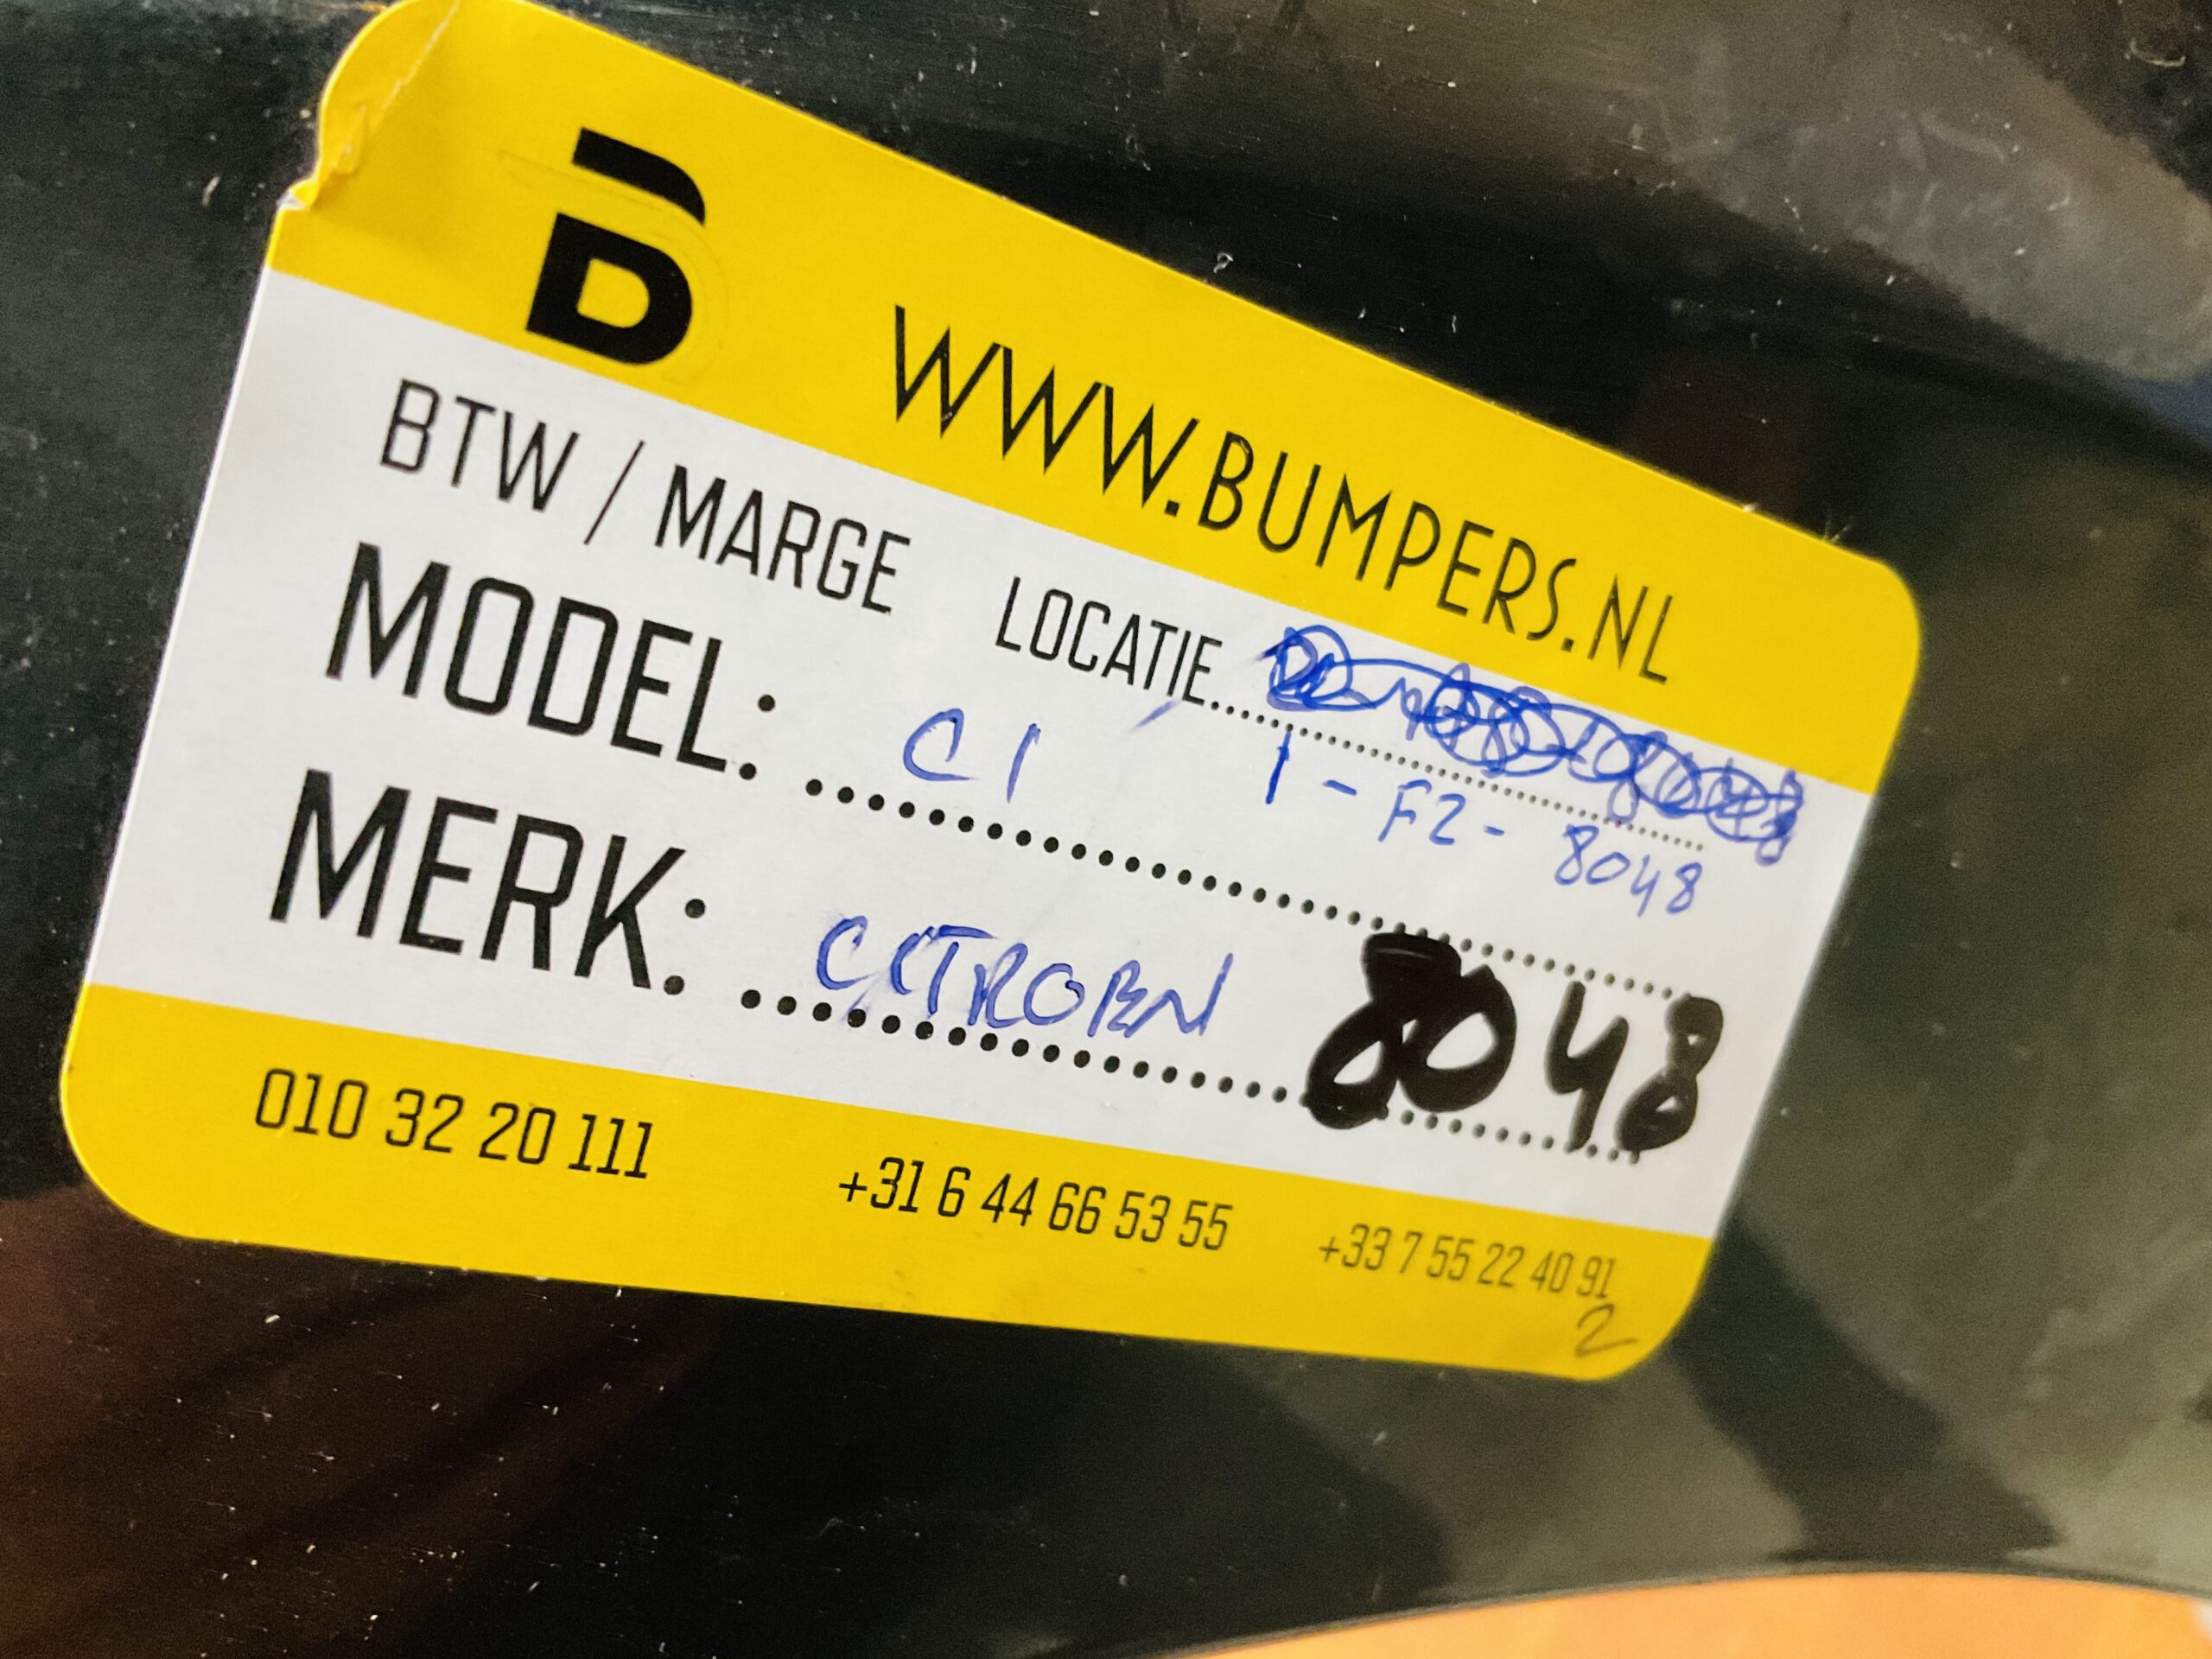 B
WWW.BUMPERS.NL
BTW / MARGE LOCATIE
1 - F2 - 8048
MODEL: C1
MERK: CITROEN 8048
010 32 20 111 +31 6 44 66 53 55 +33 7 55 22 40 91
2